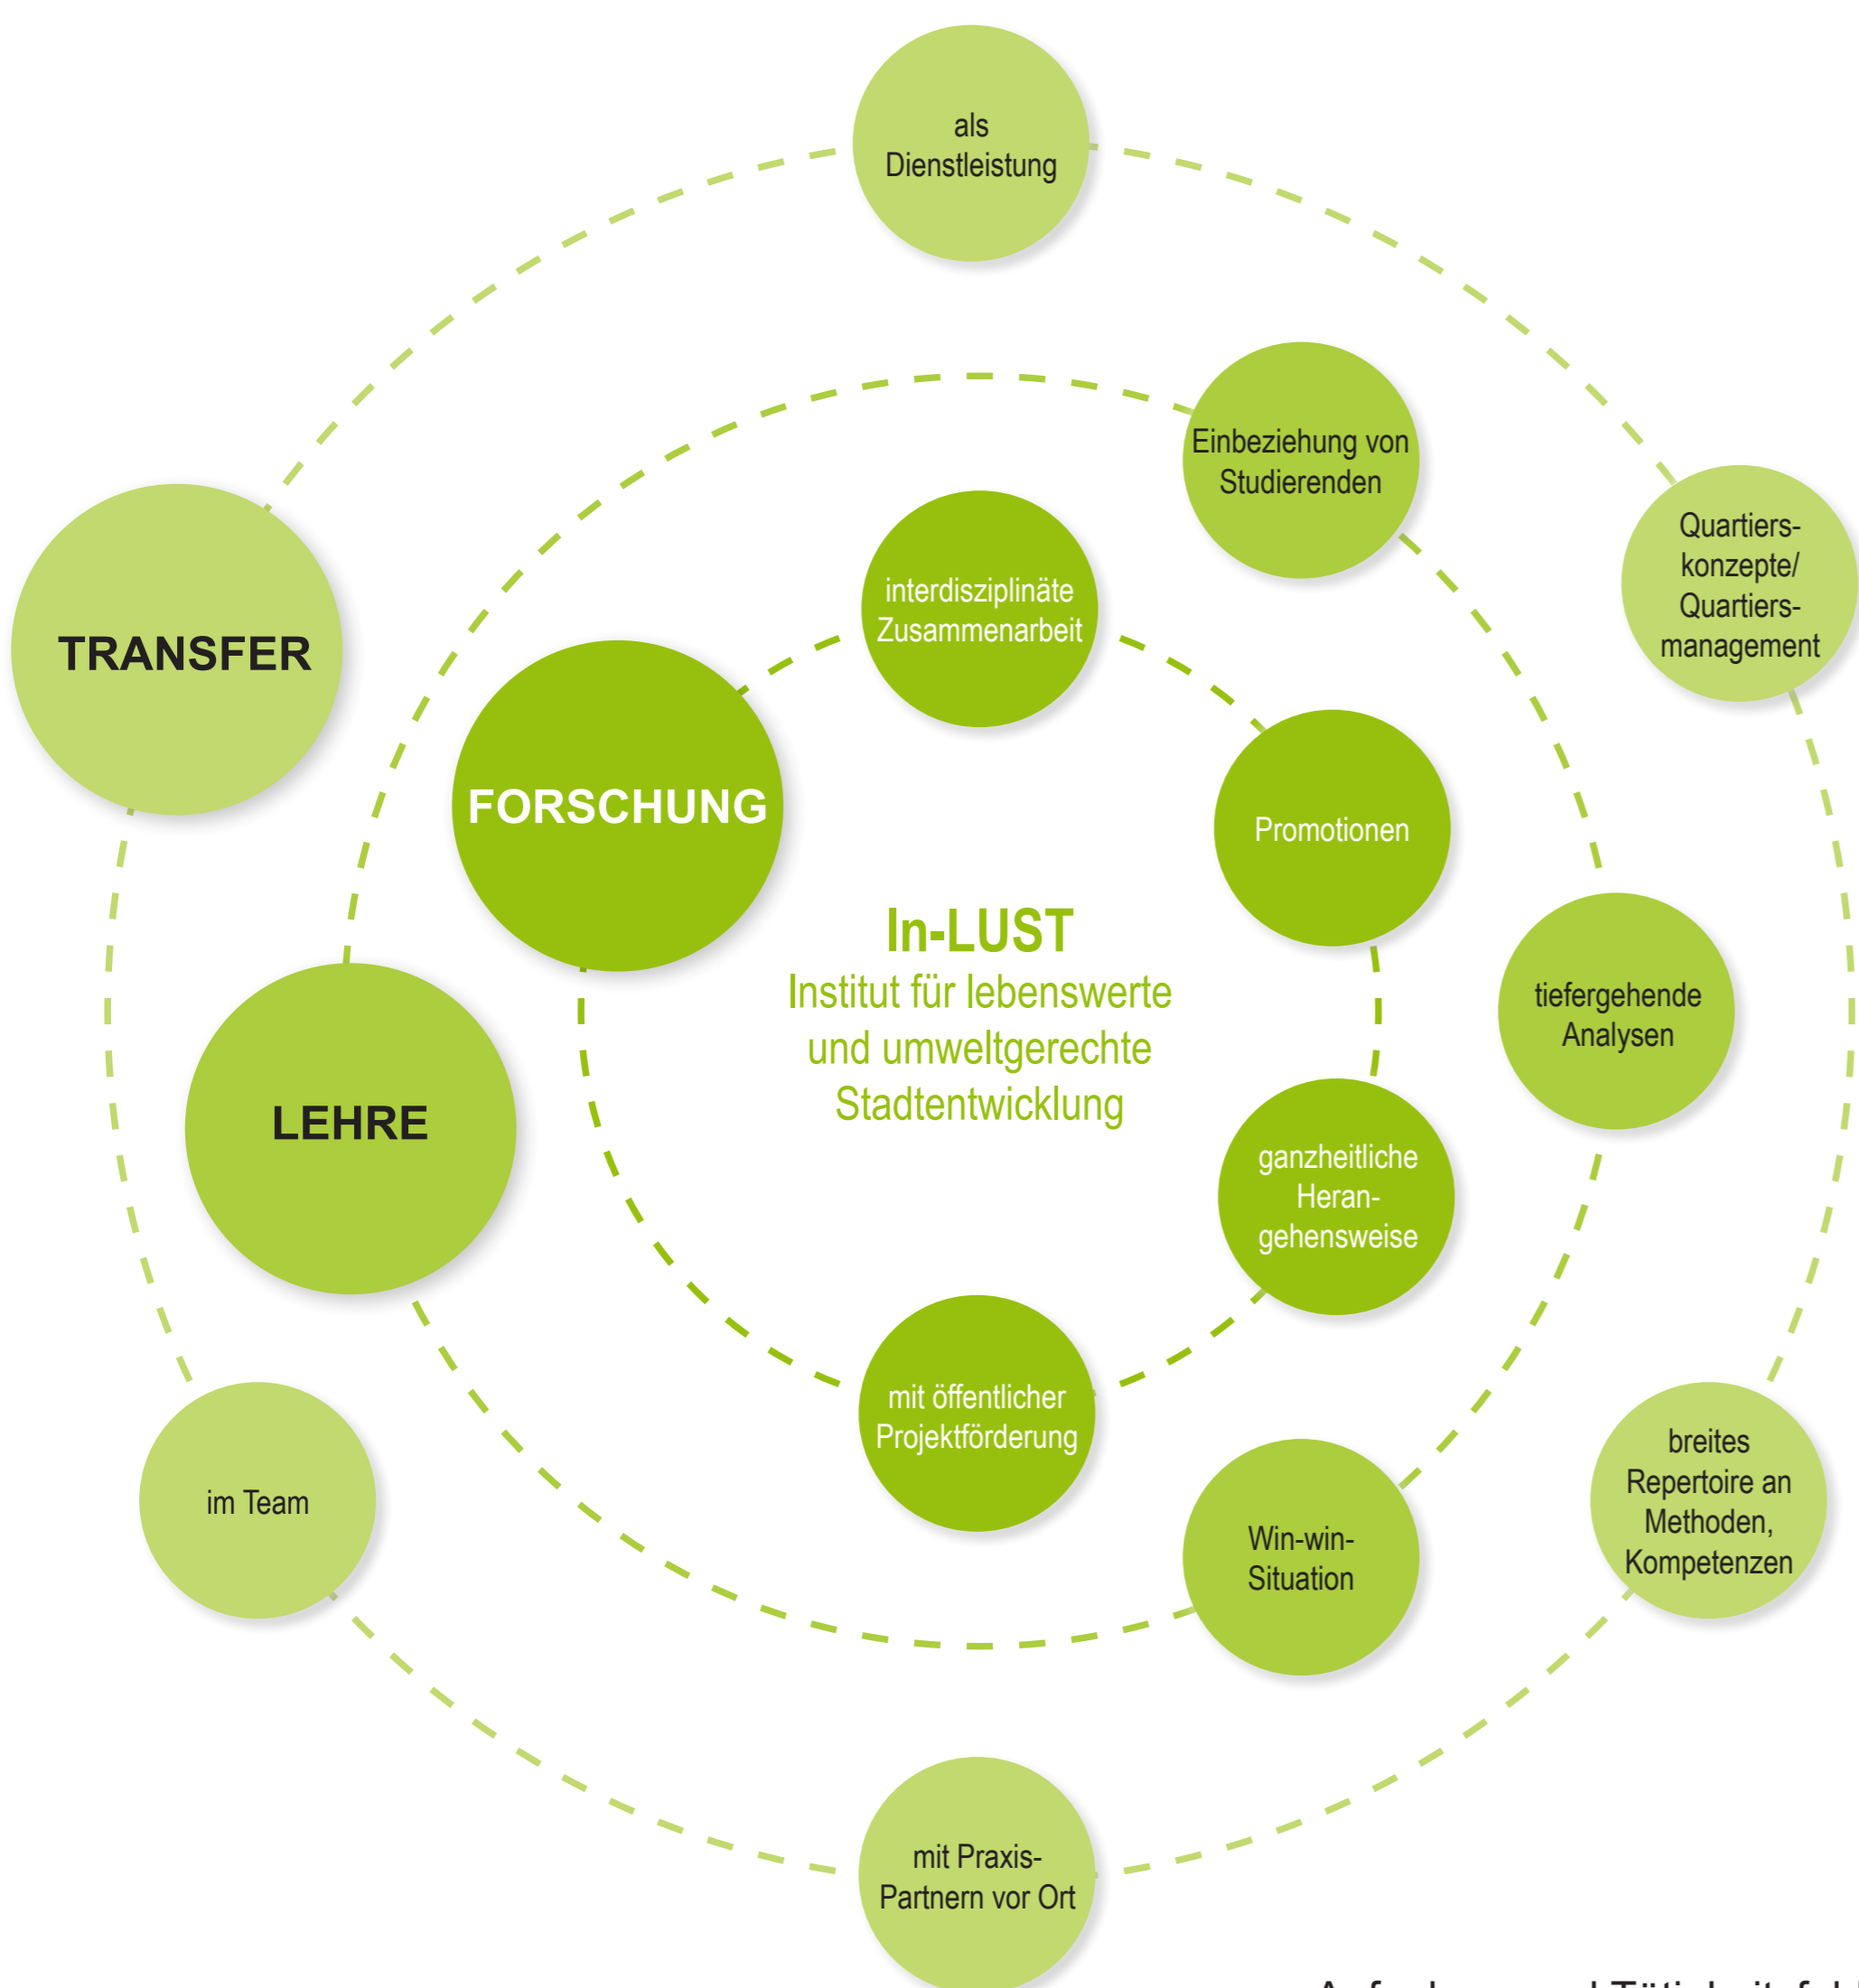 als
Dienstleistung
Einbeziehung von
Studierenden
Quartiers-
konzepte/
Quartiers-
management
interdisziplinäte
Zusammenarbeit
TRANSFER
FORSCHUNG
Promotionen
In-LUST
Institut für lebenswerte
und umweltgerechte
Stadtentwicklung
tiefergehende
Analysen
LEHRE
ganzheitliche
Heran-
gehensweise
mit öffentlicher
Projektförderung
im Team
breites
Repertoire an
Methoden,
Kompetenzen
Win-win-
Situation
mit Praxis-
Partnern vor Ort